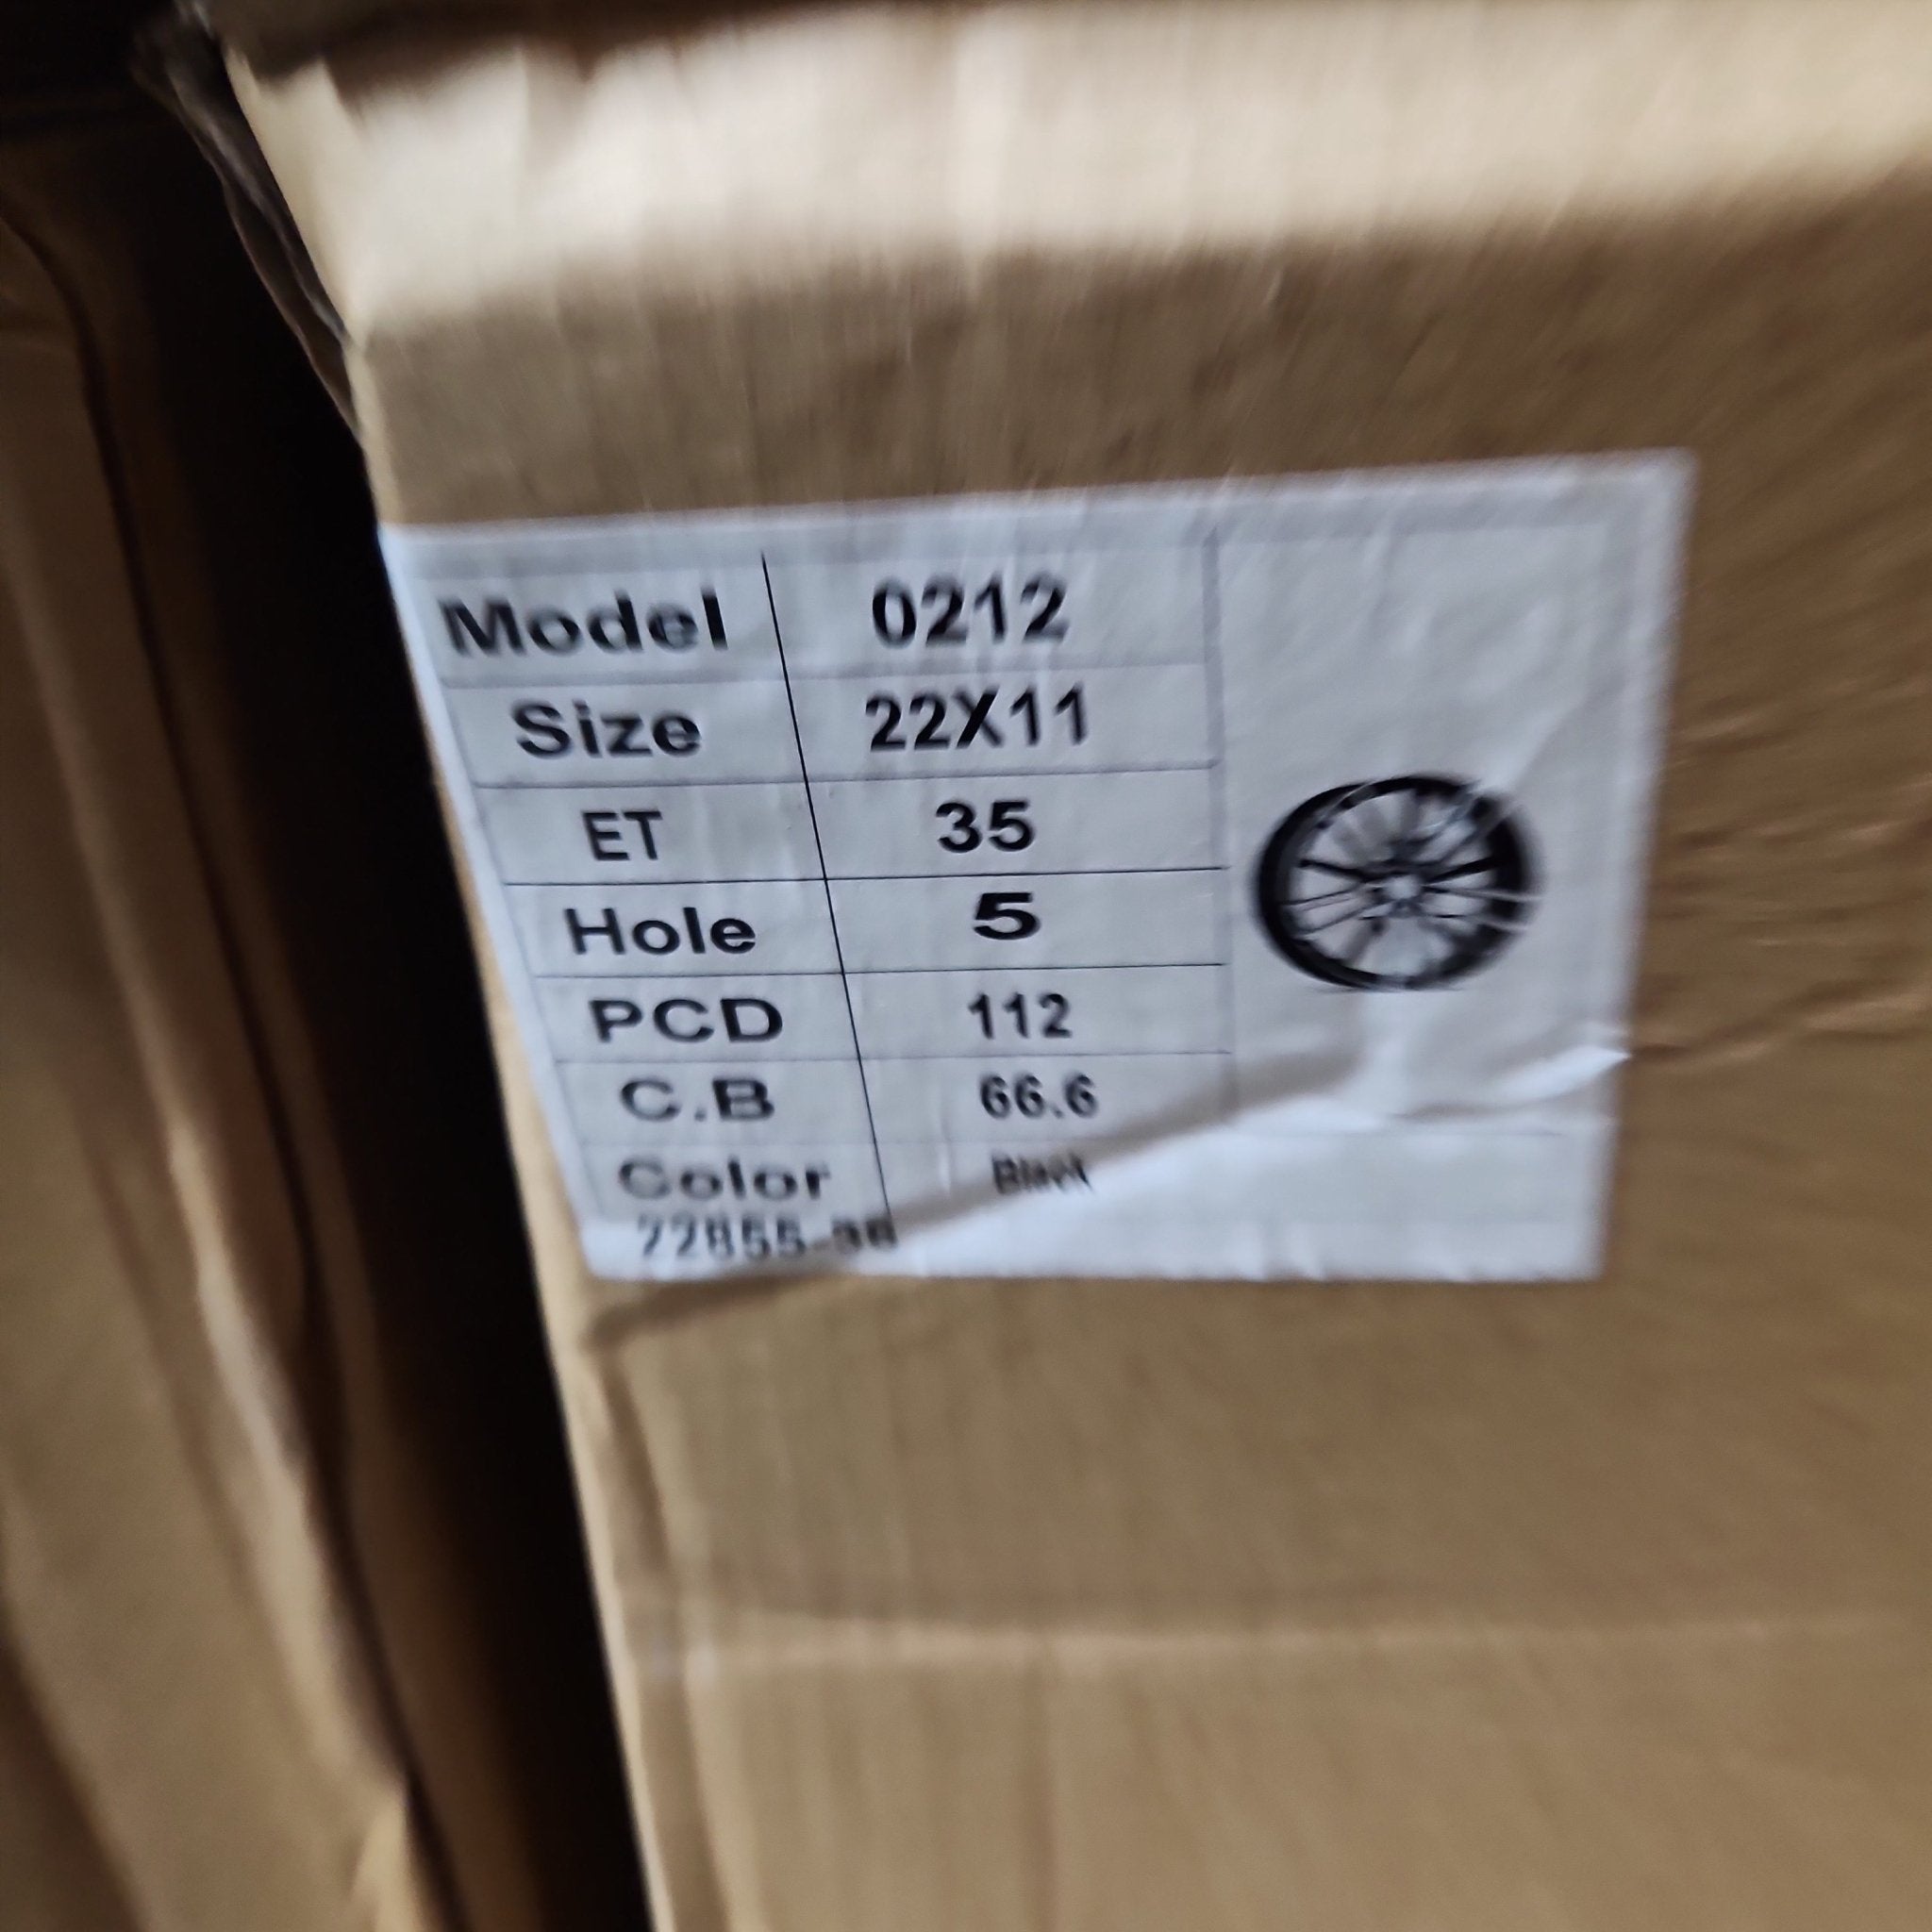 Model 0212
Size 22X11
ET 35
Hole 5
PCD 112
C.B 66.6
Color Black